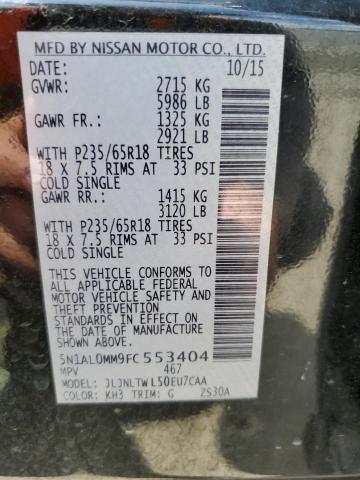 MFD BY NISSAN MOTOR CO., LTD.
DATE: 10/15
GVWR: 2715 KG
5986 LB
GAWR FR.: 1325 KG
2921 LB
WITH P235/65R18 TIRES
18 X 7.5 RIMS AT 33 PSI
COLD SINGLE
GAWR RR.: 1415 KG
3120 LB
WITH P235/65R18 TIRES
18 X 7.5 RIMS AT 33 PSI
COLD SINGLE
THIS VEHICLE CONFORMS TO
ALL APPLICABLE FEDERAL
MOTOR VEHICLE SAFETY
AND THEFT PREVENTION
STANDARDS IN EFFECT ON
THE DATE OF MANUFACTURE
SHOWN ABOVE.
5N1AL0MM9FC553404
MPV 467
MODEL: JLJNLTWL50EU7CAA
COLOR: KH3 TRIM: G ZS30A